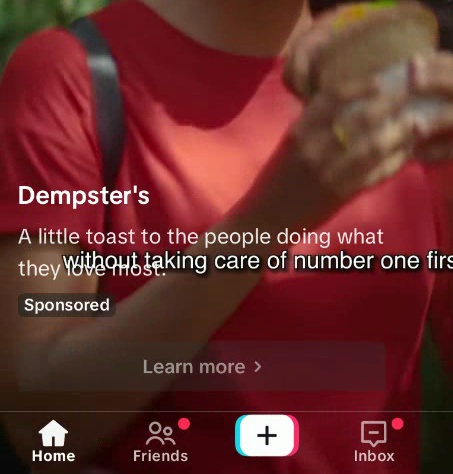 Dempster's
A little toast to the people doing what
they love most.
without taking care of number one firs
Sponsored
Learn more >
Home
Friends
Inbox